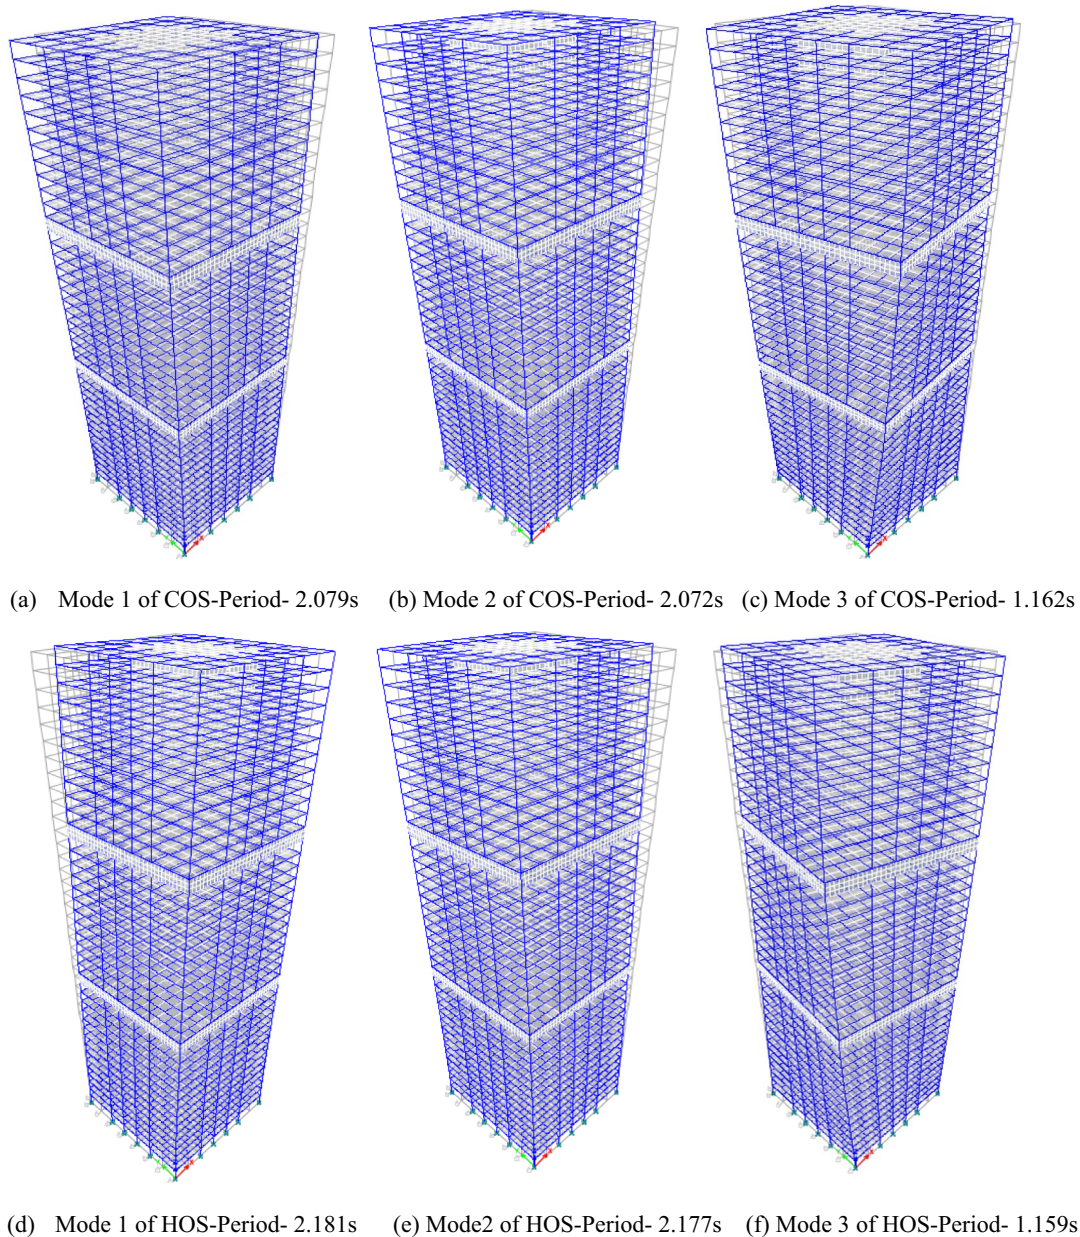 (a) Mode 1 of COS-Period- 2.079s (b) Mode 2 of COS-Period- 2.072s (c) Mode 3 of COS-Period- 1.162s
(d) Mode 1 of HOS-Period- 2.181s (e) Mode2 of HOS-Period- 2.177s (f) Mode 3 of HOS-Period- 1.159s